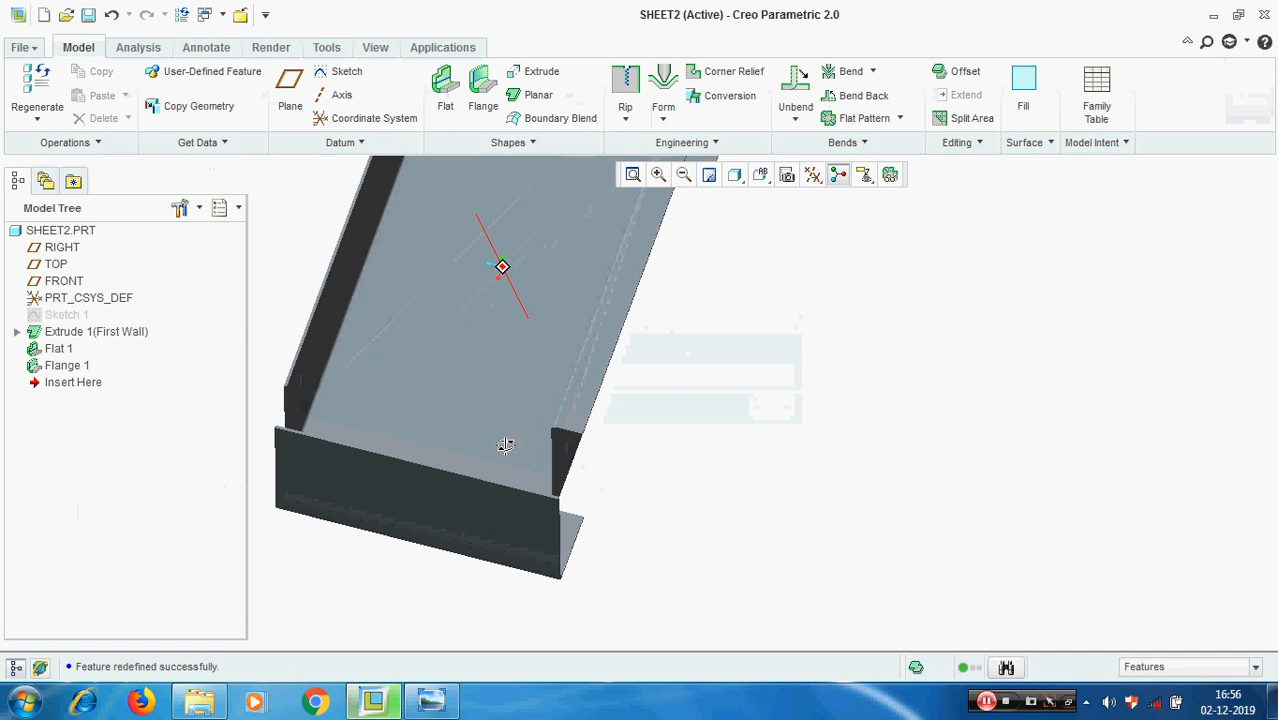 SHEET2 (Active) - Creo Parametric 2.0
File Model Analysis Annotate Render Tools View Applications
Regenerate Copy Paste Delete
User-Defined Feature
Copy Geometry
Plane Sketch Axis Coordinate System
Flat Flange Extrude Planar Boundary Blend
Rip Form Corner Relief Conversion
Unbend Bend Bend Back Flat Pattern
Offset Extend Split Area
Fill
Family Table
Operations Get Data Datum Shapes Engineering Bends Editing Surface Model Intent
Model Tree
SHEET2.PRT
RIGHT
TOP
FRONT
PRT_CSYS_DEF
Sketch 1
Extrude 1(First Wall)
Flat 1
Flange 1
Insert Here
Feature redefined successfully.
Features
16:56
02-12-2019